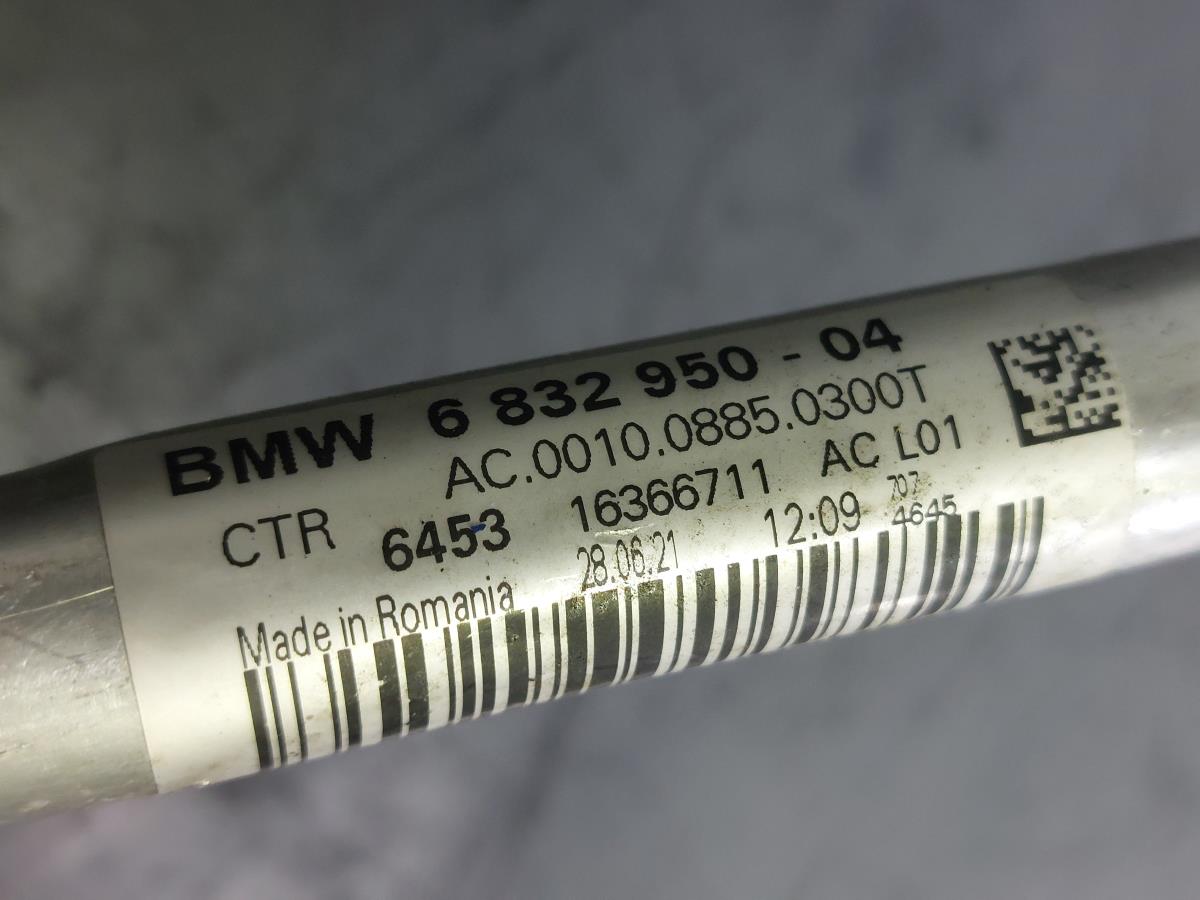 BMW 6 832 950 - 04
AC.0010.0885.0300T
CTR 6453 16366711 AC L01
Made in Romania 28.06.21 12:09 707
4645